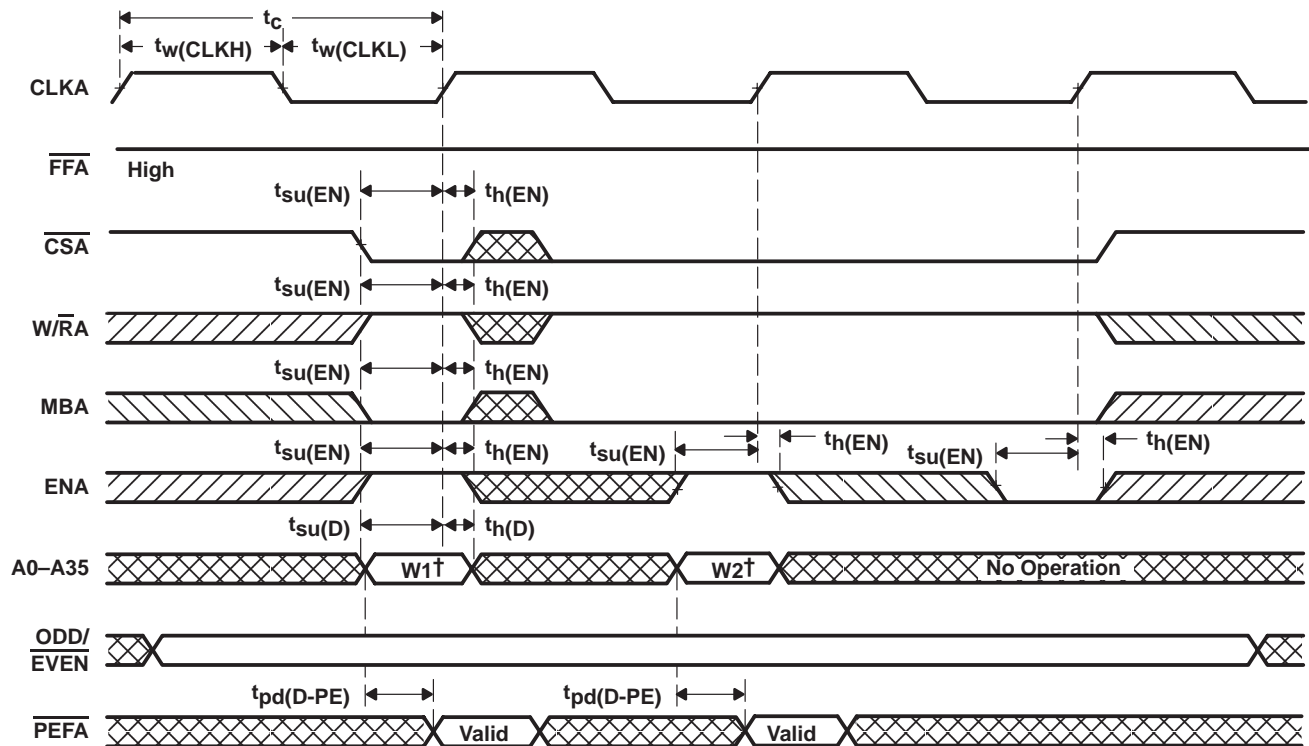 tc
tw(CLKH)
tw(CLKL)
CLKA
FFA
High
tsu(EN)
th(EN)
CSA
tsu(EN)
th(EN)
W/RA
tsu(EN)
th(EN)
MBA
tsu(EN)
th(EN)
tsu(EN)
th(EN)
tsu(EN)
th(EN)
ENA
tsu(D)
th(D)
A0–A35
W1†
W2†
No Operation
ODD/
EVEN
tpd(D-PE)
tpd(D-PE)
PEFA
Valid
Valid